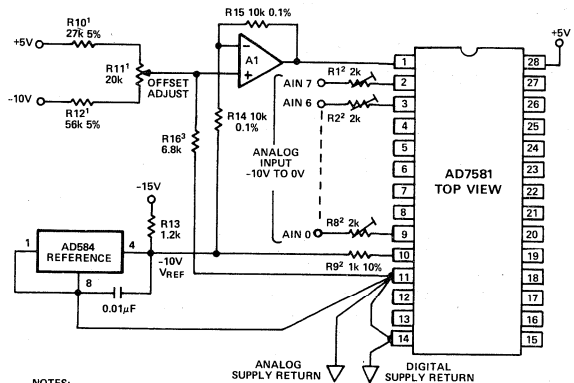 R15 10k 0.1%
R10¹
27k 5%
+5V
R11¹
20k
OFFSET
ADJUST
-10V
R12¹
56k 5%
A1
−
+
R14 10k
0.1%
R16³
6.8k
ANALOG
INPUT
-10V TO 0V
AIN 7
R1² 2k
AIN 6
R2² 2k
R8² 2k
AIN 0
R9² 1k 10%
-15V
R13
1.2k
1
AD584
REFERENCE
4
8
-10V
VREF
0.01µF
AD7581
TOP VIEW
+5V
1
2
3
4
5
6
7
8
9
10
11
12
13
14
28
27
26
25
24
23
22
21
20
19
18
17
16
15
ANALOG
SUPPLY RETURN
DIGITAL
SUPPLY RETURN